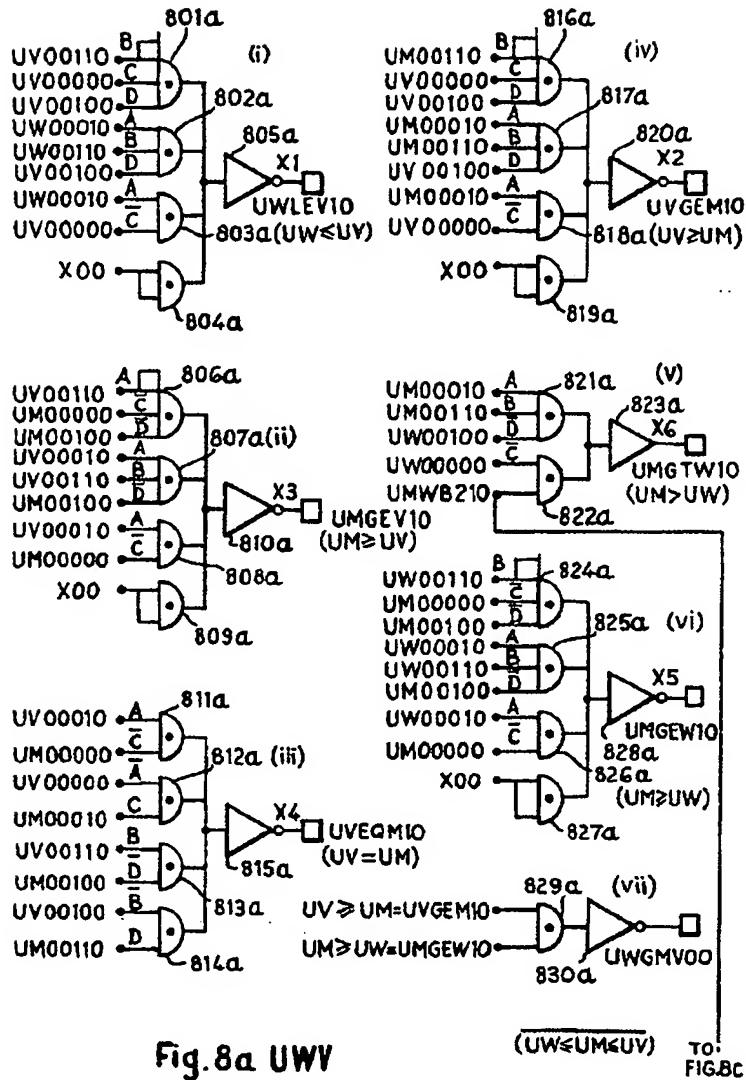 801a
B
UV00110
(i)
C
UV00000
D
UV00100
802a
A
UW00010
B
UW00110
D
UV00100
805a
X1
A
UW00010
C̅
UV00000
UWLEV10
803a (UW≤UV)
X00
804a
816a
B
UM00110
(iv)
C
UV00000
D
UV00100
817a
A
UM00010
B
UM00110
D
UV00100
820a
X2
A
UM00010
C̅
UV00000
UVGEM10
818a (UV≥UM)
X00
819a
A
806a
UV00110
C̅
UM00000
D̅
UM00100
807a (ii)
A
UV00010
B
UV00110
D̅
UM00100
X3
A
UV00010
C̅
UM00000
810a
UMGEV10
(UM≥UV)
808a
X00
809a
(v)
UM00010
A
821a
823a
UM00110
B
X6
UW00100
D̅
UW00000
C̅
UMGTW10
UMWB210
(UM>UW)
822a
B
824a
UW00110
C̅
UM00000
D̅
UM00100
825a
(vi)
A
UW00010
B
UW00110
D̅
UM00100
X5
A
UW00010
C̅
UM00000
UMGEW10
828a
826a
(UM≥UW)
X00
827a
811a
A
UV00010
C̅
UM00000
812a (iii)
A̅
UV00000
C
UM00010
X4
B
UV00110
D̅
UM00100
815a
UVEQM10
(UV=UM)
813a
B̅
UV00100
D
UM00110
814a
829a
(vii)
UV≥UM=UVGEM10
UM≥UW=UMGEW10
830a
UWGMV00
(UW≤UM≤UV)
Fig.8a UWV
TO
FIG.8C